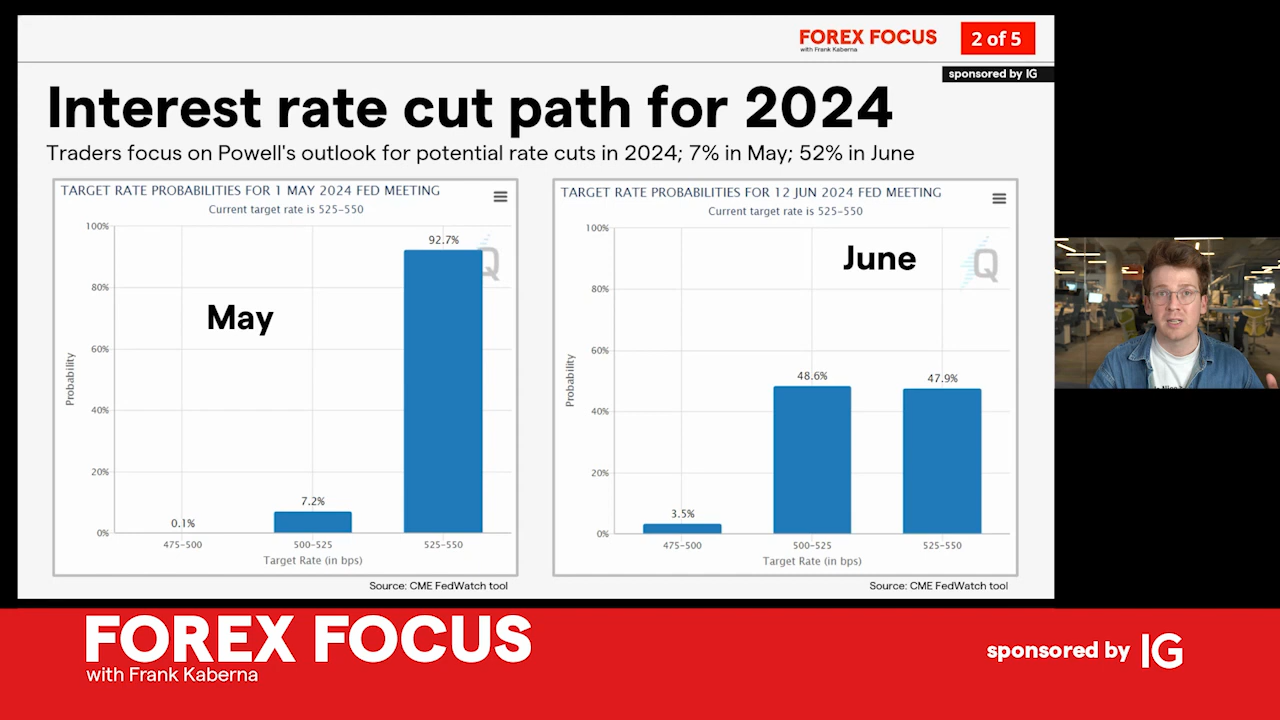 FOREX FOCUS
with Frank Kaberna
2 of 5
sponsored by IG
Interest rate cut path for 2024
Traders focus on Powell's outlook for potential rate cuts in 2024; 7% in May; 52% in June
TARGET RATE PROBABILITIES FOR 1 MAY 2024 FED MEETING
Current target rate is 525–550
100%
80%
60%
40%
20%
0%
Probability
May
Q
0.1%
7.2%
92.7%
475–500
500–525
525–550
Target Rate (in bps)
Source: CME FedWatch tool
TARGET RATE PROBABILITIES FOR 12 JUN 2024 FED MEETING
Current target rate is 525–550
100%
80%
60%
40%
20%
0%
Probability
June
Q
3.5%
48.6%
47.9%
475–500
500–525
525–550
Target Rate (in bps)
Source: CME FedWatch tool
FOREX FOCUS
with Frank Kaberna
sponsored by IG